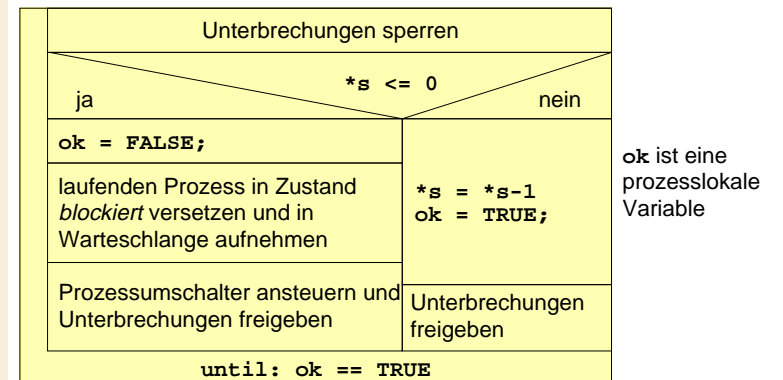 Unterbrechungen sperren
*s <= 0
ja
nein
ok = FALSE;
laufenden Prozess in Zustand
blockiert versetzen und in
Warteschlange aufnehmen
Prozessumschalter ansteuern und
Unterbrechungen freigeben
*s = *s-1
ok = TRUE;
Unterbrechungen
freigeben
until: ok == TRUE
ok ist eine
prozesslokale
Variable